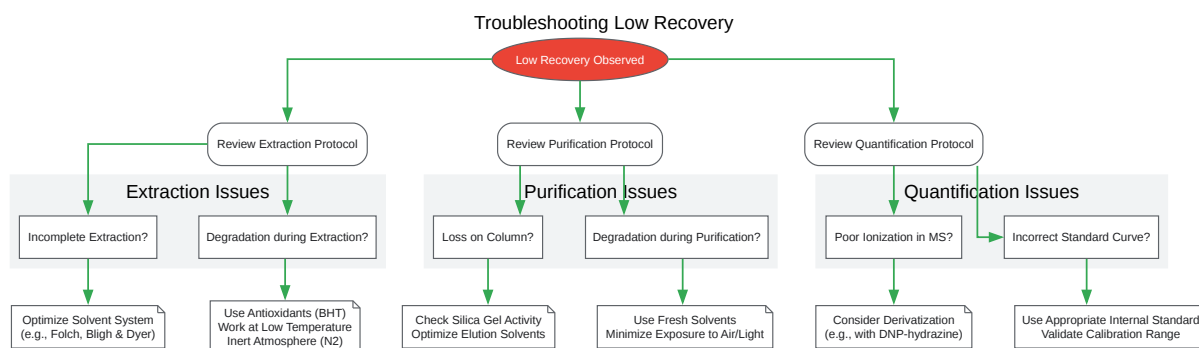 Troubleshooting Low Recovery
Low Recovery Observed
Review Extraction Protocol
Review Purification Protocol
Review Quantification Protocol
Extraction Issues
Purification Issues
Quantification Issues
Incomplete Extraction?
Degradation during Extraction?
Loss on Column?
Degradation during Purification?
Poor Ionization in MS?
Incorrect Standard Curve?
Optimize Solvent System
(e.g., Folch, Bligh & Dyer)
Use Antioxidants (BHT)
Work at Low Temperature
Inert Atmosphere (N2)
Check Silica Gel Activity
Optimize Elution Solvents
Use Fresh Solvents
Minimize Exposure to Air/Light
Consider Derivatization
(e.g., with DNP-hydrazine)
Use Appropriate Internal Standard
Validate Calibration Range